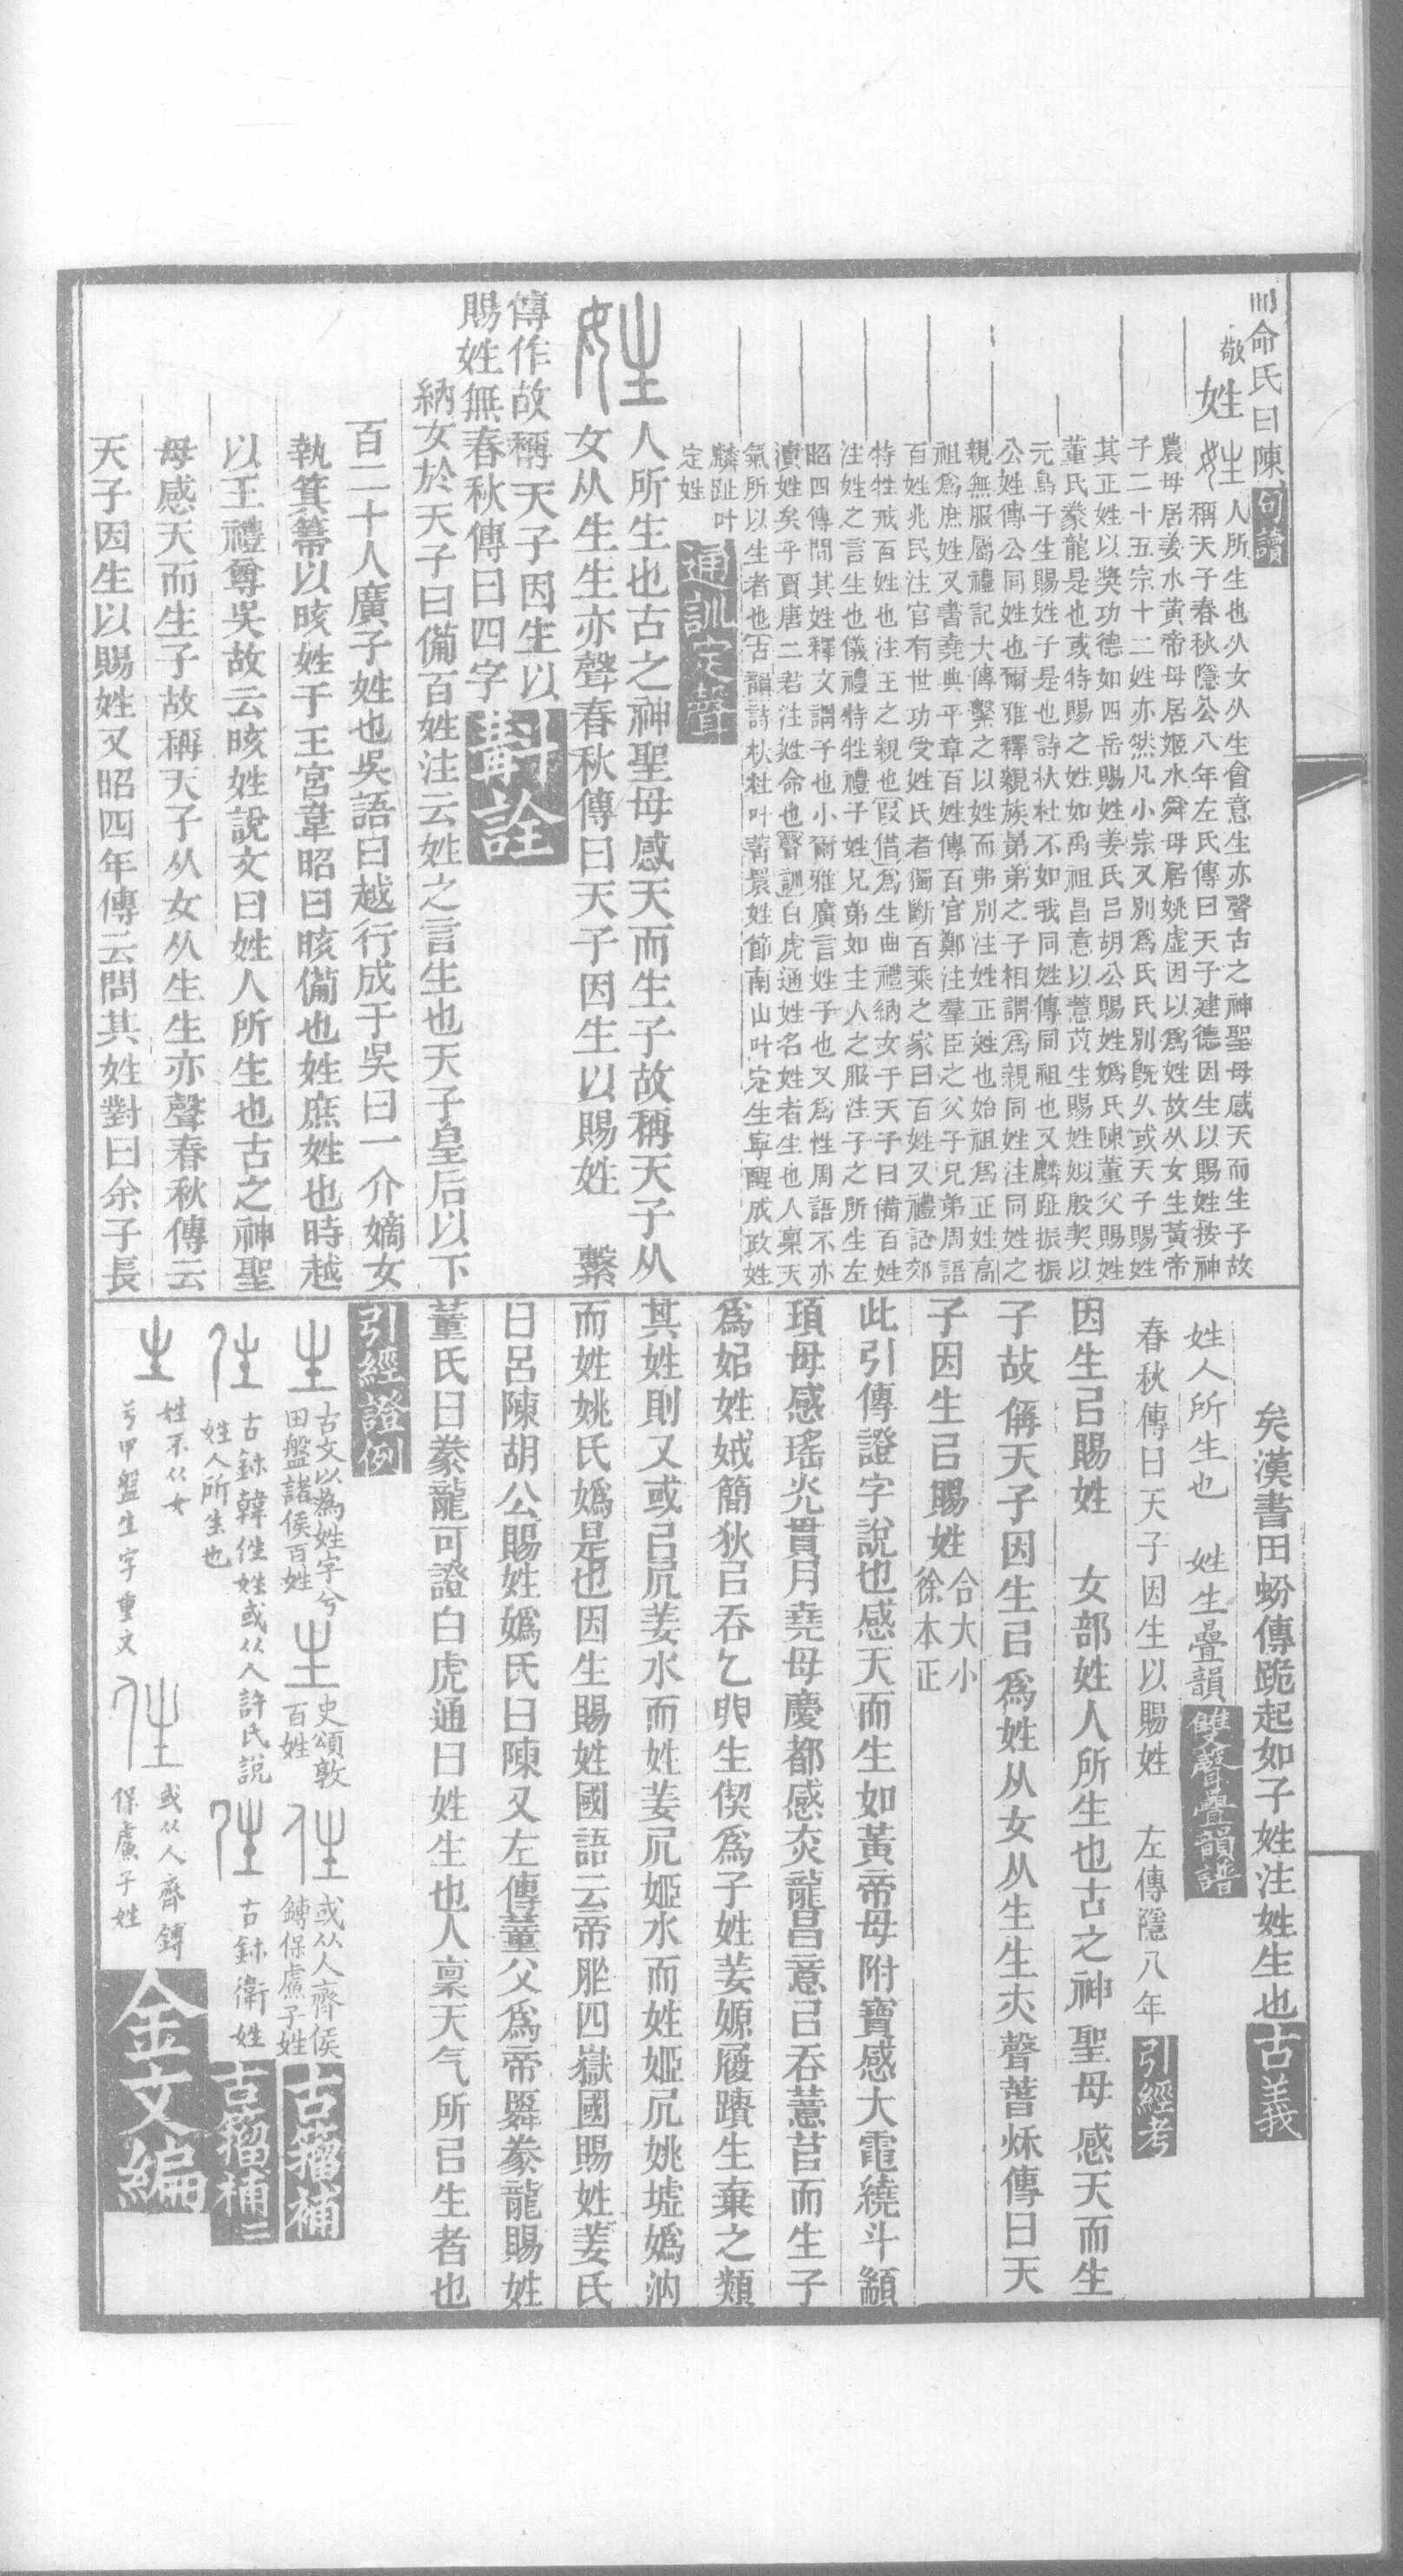 而命氏曰陳句讀
敬
姓
人所生也从女从生會意生亦聲古之神聖母感天而生子故
稱天子春秋隱公八年左氏傳曰天子建德因生以賜姓按神
農母居姜水黃帝母居姬水舜母居姚虛因以爲姓故从女生黃帝
子二十五宗十二姓亦然凡小宗又別爲氏氏別旣久或天子賜姓
其正姓以獎功德如四岳賜姓姜氏呂胡公賜姓嬀氏陳董父賜姓
董氏豢龍是也或特賜之姓如禹祖昌意以薏苡生賜姓姒殷契以
元鳥子生賜姓子是也詩杕杜不如我同姓傳同祖也又麟趾振振
公姓傳公同姓也爾雅釋親族晜弟之子相謂爲親同姓注同姓之
親無服屬禮記大傳繫之以姓而弗別注姓正姓也始祖爲正姓高
祖爲庶姓又書堯典平章百姓傳百官鄭注羣臣之父子兄弟周語
百姓兆民注官有世功受姓氏者獨斷百乘之家曰百姓又禮記郊
特牲戒百姓也注王之親也叚借爲生曲禮納女于天子曰備百姓
注姓之言生也儀禮特牲禮子姓兄弟如主人之服注子之所生左
昭四傳問其姓釋文謂子也小爾雅廣言姓子也又爲性周語不亦
瀆姓矣乎賈唐二君注姓命也聲訓白虎通姓名姓者生也人稟天
氣所以生者也古韻詩杕杜叶菁睘姓節南山叶定生寧酲成政姓
麟趾叶
定姓
通訓定聲
人所生也古之神聖母感天而生子故稱天子从
女从生生亦聲春秋傳曰天子因生以賜姓　繫
傳作故稱天子因生以
賜姓無春秋傳曰四字
斠詮
納女於天子曰備百姓注云姓之言生也天子皇后以下
百二十人廣子姓也吳語曰越行成于吳曰一介嫡女
執箕箒以晐姓于王宮韋昭曰晐備也姓庶姓也時越
以王禮尊吳故云晐姓說文曰姓人所生也古之神聖
母感天而生子故稱天子从女从生生亦聲春秋傳云
天子因生以賜姓又昭四年傳云問其姓對曰余子長
矣漢書田蚡傳跪起如子姓注姓生也古義
姓人所生也　姓生疊韻雙聲疊韻譜
春秋傳曰天子因生以賜姓　左傳隱八年引經考
因生㠯賜姓　女部姓人所生也古之神聖母感天而生
子故偁天子因生㠯爲姓从女从生生夾聲萅秌傳曰天
子因生㠯賜姓合大小
徐本正
此引傳證字說也感天而生如黃帝母附寶感大電繞斗顓
頊母感瑤光貫月堯母慶都感炎龍昌意㠯吞薏苢而生子
爲姒姓娀簡狄㠯吞乙卵生偰爲子姓姜嫄履蹟生棄之類
其姓則又或㠯凥姜水而姓姜凥姬水而姓姬凥姚墟嬀汭
而姓姚氏嬀是也因生賜姓國語云帝胙四嶽國賜姓姜氏
曰呂陳胡公賜姓嬀氏曰陳又左傳董父爲帝舜豢龍賜姓
董氏曰豢龍可證白虎通曰姓生也人稟天气所㠯生者也
引經證例
古文以為姓字兮
田盤諸侯百姓
史頌敦
百姓
或从人齊侯
鎛保䖒子姓
古籀補
古鉥韓佳姓或从人許氏說
姓人所生也
古鉥衛姓
古籀補二
姓不从女
兮甲盤生字重文
或从人齊鎛
保䖒子姓
金文編